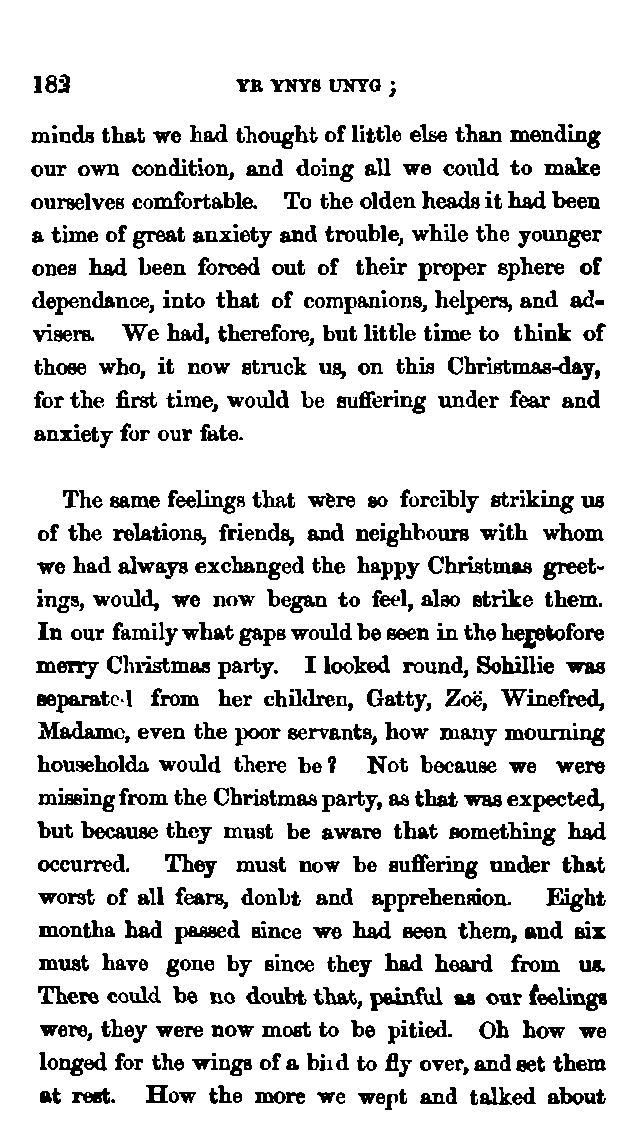 182 YR YNYS UNYG ;
minds that we had thought of little else than mending
our own condition, and doing all we could to make
ourselves comfortable. To the olden heads it had been
a time of great anxiety and trouble, while the younger
ones had been forced out of their proper sphere of
dependance, into that of companions, helpers, and ad-
visers. We had, therefore, but little time to think of
those who, it now struck us, on this Christmas-day,
for the first time, would be suffering under fear and
anxiety for our fate.
The same feelings that were so forcibly striking us
of the relations, friends, and neighbours with whom
we had always exchanged the happy Christmas greet-
ings, would, we now began to feel, also strike them.
In our family what gaps would be seen in the heretofore
merry Christmas party. I looked round, Schillie was
separated from her children, Gatty, Zoë, Winefred,
Madame, even the poor servants, how many mourning
households would there be? Not because we were
missing from the Christmas party, as that was expected,
but because they must be aware that something had
occurred. They must now be suffering under that
worst of all fears, doubt and apprehension. Eight
months had passed since we had seen them, and six
must have gone by since they had heard from us.
There could be no doubt that, painful as our feelings
were, they were now most to be pitied. Oh how we
longed for the wings of a bird to fly over, and set them
at rest. How the more we wept and talked about